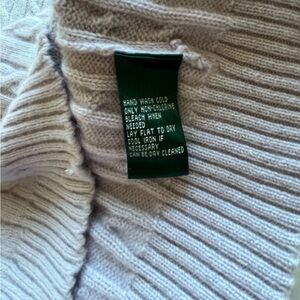 HAND WASH COLD
ONLY NON-CHLORINE
BLEACH WHEN
NEEDED
LAY FLAT TO DRY
COOL IRON IF
NECESSARY
CAN BE DRY CLEANED